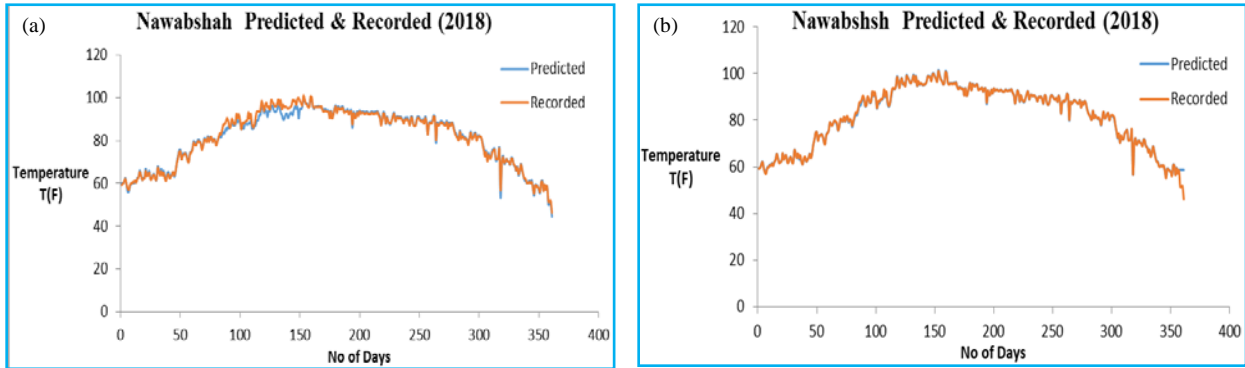 (a)
Nawabshah Predicted & Recorded (2018)
120
100
80
60
40
20
0
Temperature
T(F)
Predicted
Recorded
0 50 100 150 200 250 300 350 400
No of Days
(b)
Nawabshsh Predicted & Recorded (2018)
120
100
80
60
40
20
0
Temperature
T(F)
Predicted
Recorded
0 50 100 150 200 250 300 350 400
No of Days